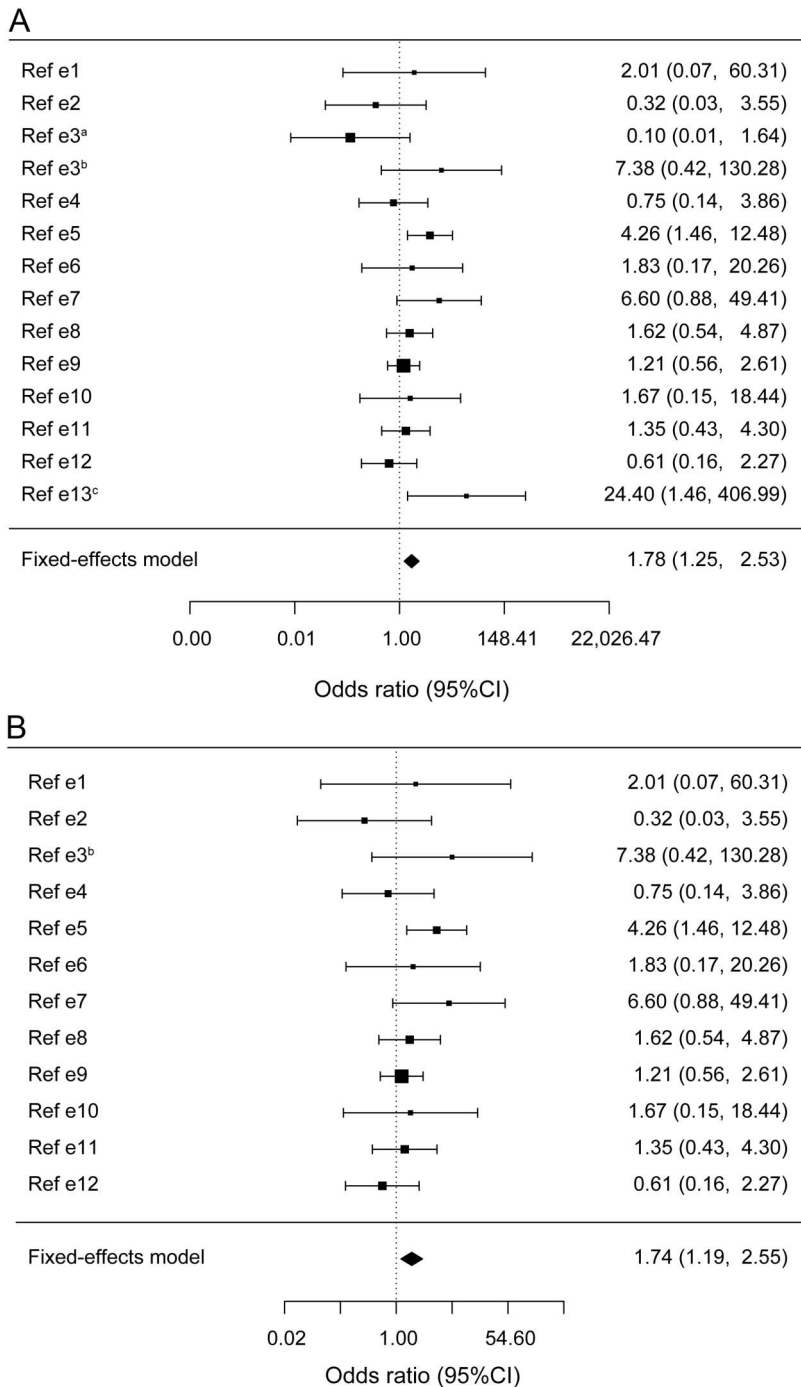 A
Ref e1 2.01 (0.07, 60.31)
Ref e2 0.32 (0.03, 3.55)
Ref e3ᵃ 0.10 (0.01, 1.64)
Ref e3ᵇ 7.38 (0.42, 130.28)
Ref e4 0.75 (0.14, 3.86)
Ref e5 4.26 (1.46, 12.48)
Ref e6 1.83 (0.17, 20.26)
Ref e7 6.60 (0.88, 49.41)
Ref e8 1.62 (0.54, 4.87)
Ref e9 1.21 (0.56, 2.61)
Ref e10 1.67 (0.15, 18.44)
Ref e11 1.35 (0.43, 4.30)
Ref e12 0.61 (0.16, 2.27)
Ref e13ᶜ 24.40 (1.46, 406.99)
Fixed-effects model 1.78 (1.25, 2.53)
0.00 0.01 1.00 148.41 22,026.47
Odds ratio (95%CI)
B
Ref e1 2.01 (0.07, 60.31)
Ref e2 0.32 (0.03, 3.55)
Ref e3ᵇ 7.38 (0.42, 130.28)
Ref e4 0.75 (0.14, 3.86)
Ref e5 4.26 (1.46, 12.48)
Ref e6 1.83 (0.17, 20.26)
Ref e7 6.60 (0.88, 49.41)
Ref e8 1.62 (0.54, 4.87)
Ref e9 1.21 (0.56, 2.61)
Ref e10 1.67 (0.15, 18.44)
Ref e11 1.35 (0.43, 4.30)
Ref e12 0.61 (0.16, 2.27)
Fixed-effects model 1.74 (1.19, 2.55)
0.02 1.00 54.60
Odds ratio (95%CI)